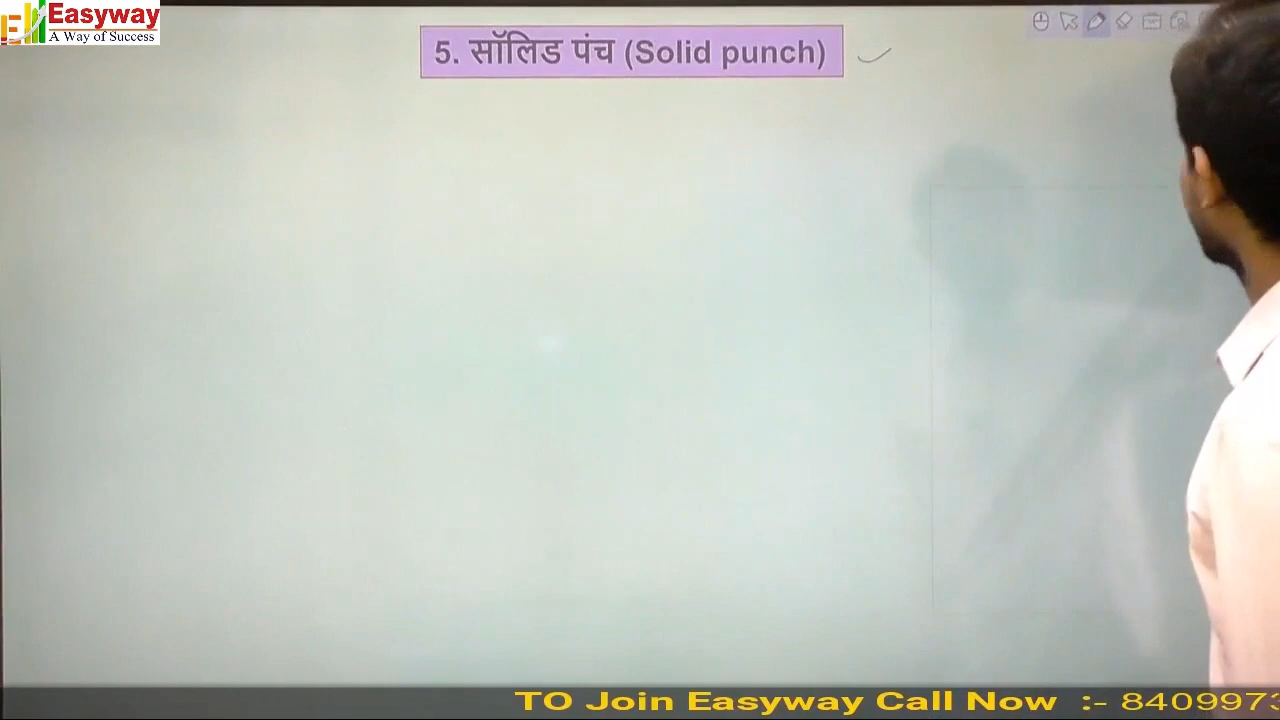 Easyway
A Way of Success
5. सॉलिड पंच (Solid punch)
TO Join Easyway Call Now :- 8409973